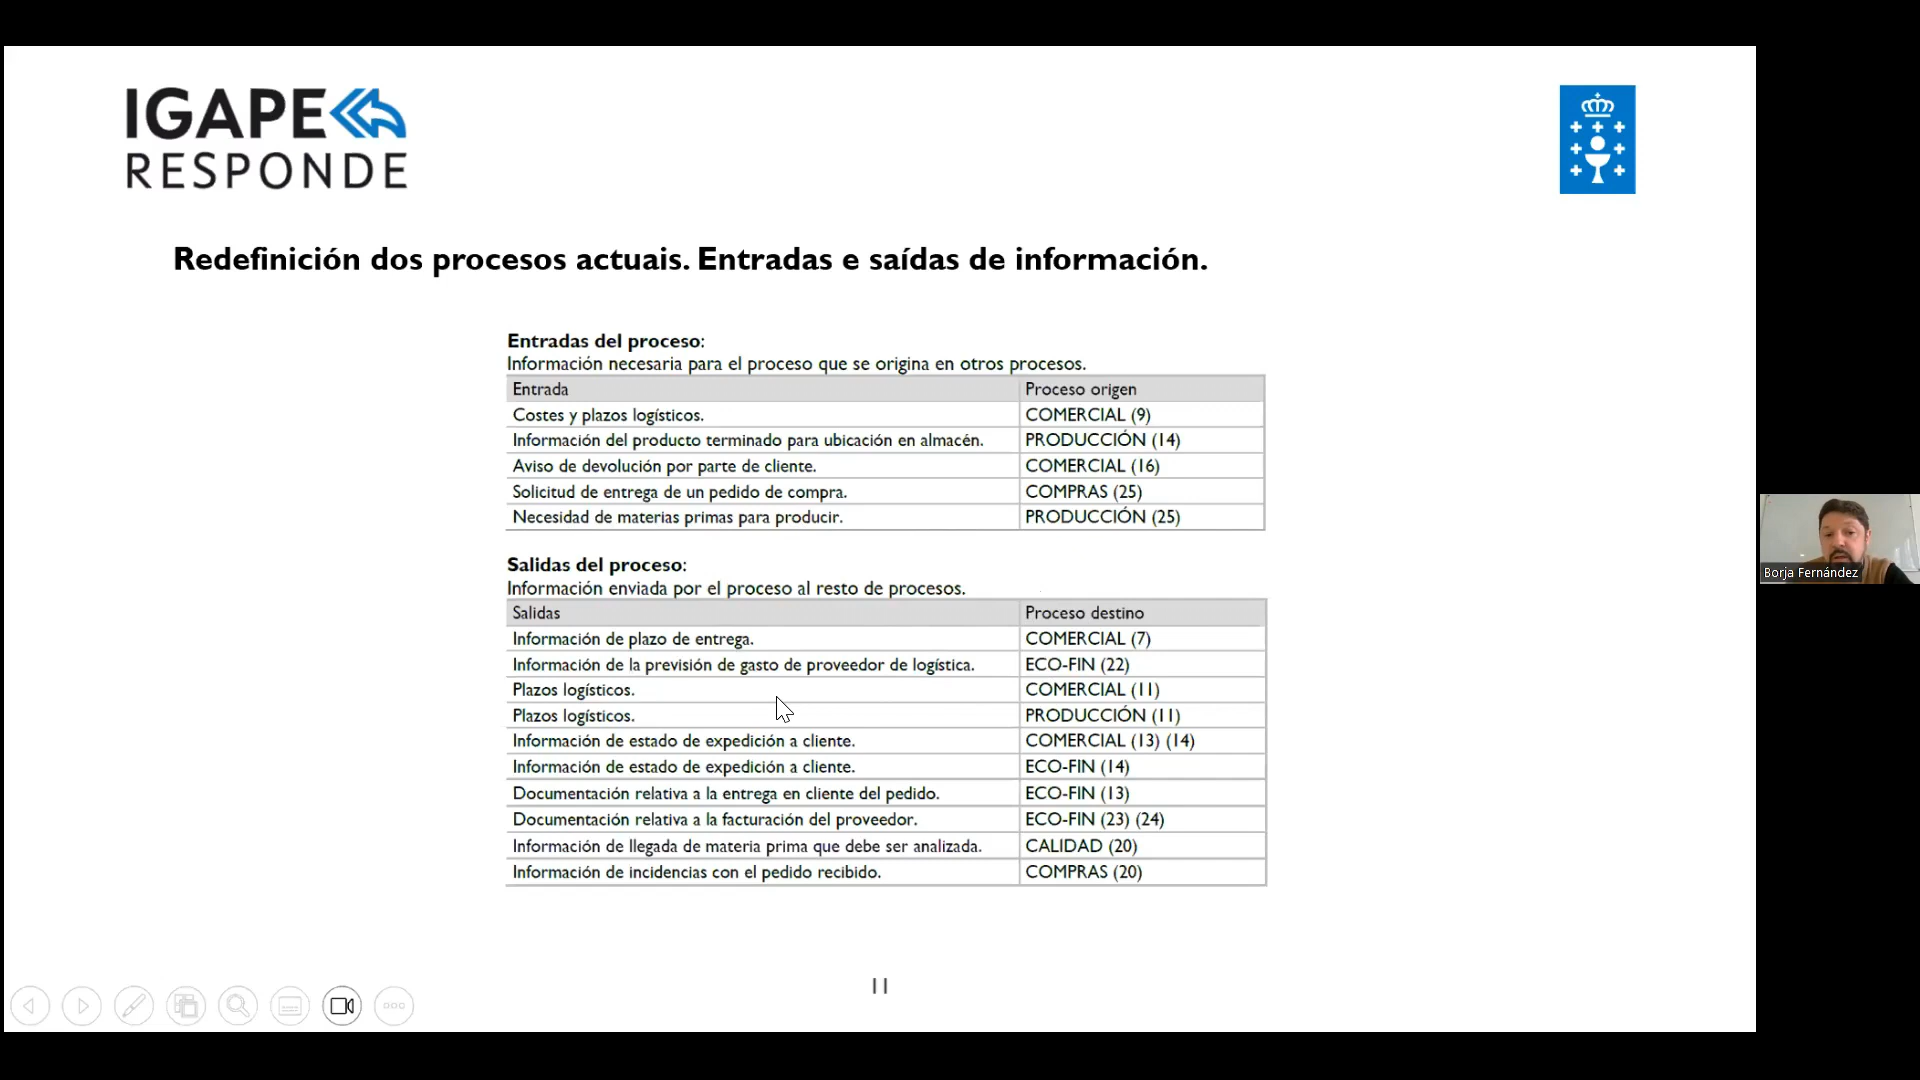 IGAPE
RESPONDE
Redefinición dos procesos actuais. Entradas e saídas de información.
Entradas del proceso:
Información necesaria para el proceso que se origina en otros procesos.
Entrada Proceso origen
Costes y plazos logísticos. COMERCIAL (9)
Información del producto terminado para ubicación en almacén. PRODUCCIÓN (14)
Aviso de devolución por parte de cliente. COMERCIAL (16)
Solicitud de entrega de un pedido de compra. COMPRAS (25)
Necesidad de materias primas para producir. PRODUCCIÓN (25)
Salidas del proceso:
Información enviada por el proceso al resto de procesos.
Salidas Proceso destino
Información de plazo de entrega. COMERCIAL (7)
Información de la previsión de gasto de proveedor de logística. ECO-FIN (22)
Plazos logísticos. COMERCIAL (11)
Plazos logísticos. PRODUCCIÓN (11)
Información de estado de expedición a cliente. COMERCIAL (13) (14)
Información de estado de expedición a cliente. ECO-FIN (14)
Documentación relativa a la entrega en cliente del pedido. ECO-FIN (13)
Documentación relativa a la facturación del proveedor. ECO-FIN (23) (24)
Información de llegada de materia prima que debe ser analizada. CALIDAD (20)
Información de incidencias con el pedido recibido. COMPRAS (20)
11
Borja Fernández